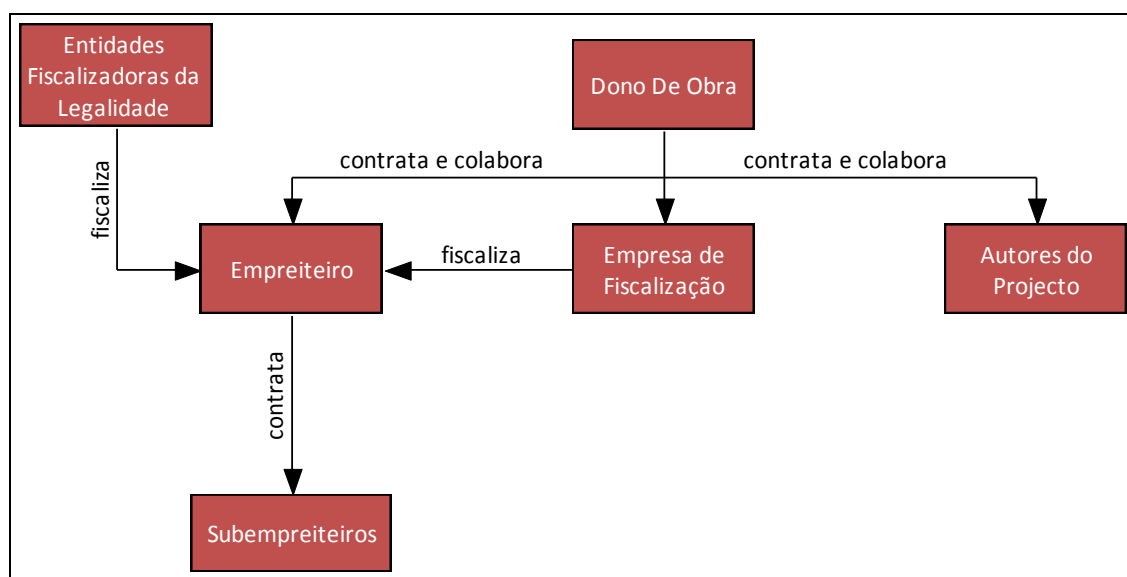 Entidades
Fiscalizadoras da
Legalidade
Dono De Obra
contrata e colabora
contrata e colabora
fiscaliza
Empreiteiro
fiscaliza
Empresa de
Fiscalização
Autores do
Projecto
contrata
Subempreiteiros